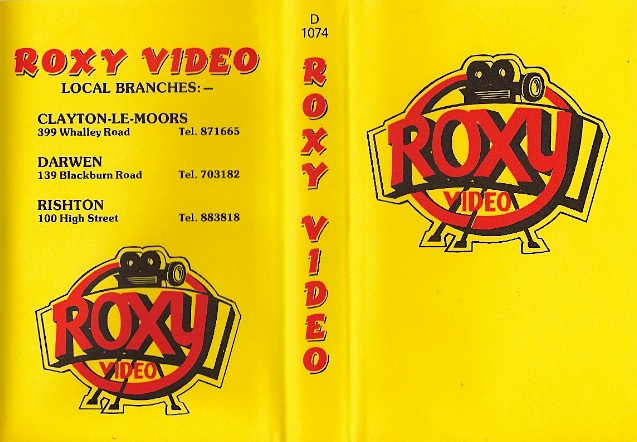 ROXY VIDEO
LOCAL BRANCHES:–
CLAYTON-LE-MOORS
399 Whalley Road Tel. 871665
DARWEN
139 Blackburn Road Tel. 703182
RISHTON
100 High Street Tel. 883818
ROXY
VIDEO
D
1074
ROXY VIDEO
ROXY
VIDEO